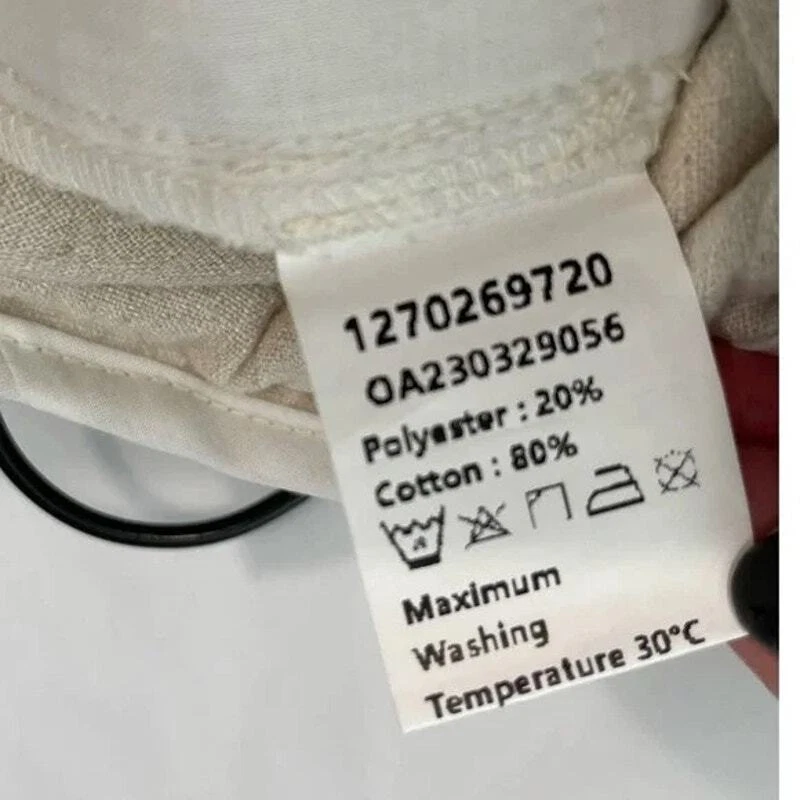 1270269720
OA230329056
Polyester : 20%
Cotton : 80%
Maximum
Washing
Temperature 30°C